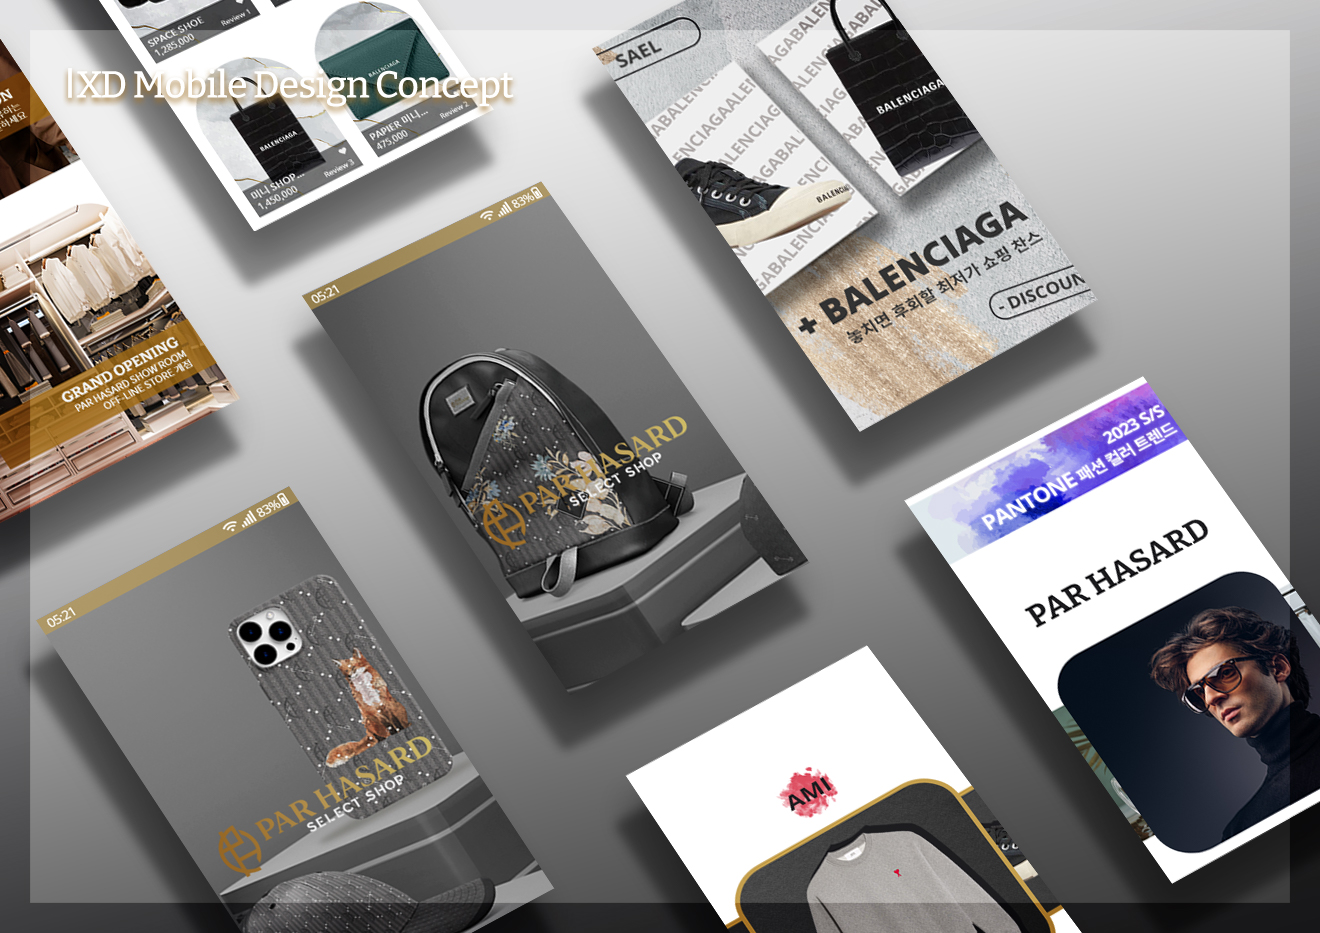 |XD Mobile Design Concept
SPACE SHOE
1,285,000
Review 1
BALENCIAGA
미니 SHOP...
1,450,000
Review 3
BALENCIAGA
PAPIER 미니...
475,000
Review 2
GRAND OPENING
PAR HASARD SHOW ROOM
OFF-LINE STORE 개점
05:21
83%
PAR HASARD
SELECT SHOP
05:21
83%
PAR HASARD
SELECT SHOP
SAEL
BALENCIAGA
BALENCIAGA
+ BALENCIAGA
놓치면 후회할 최저가 쇼핑 찬스
- DISCOUN
2023 S/S
PANTONE 패션 컬러 트렌드
PAR HASARD
AMI